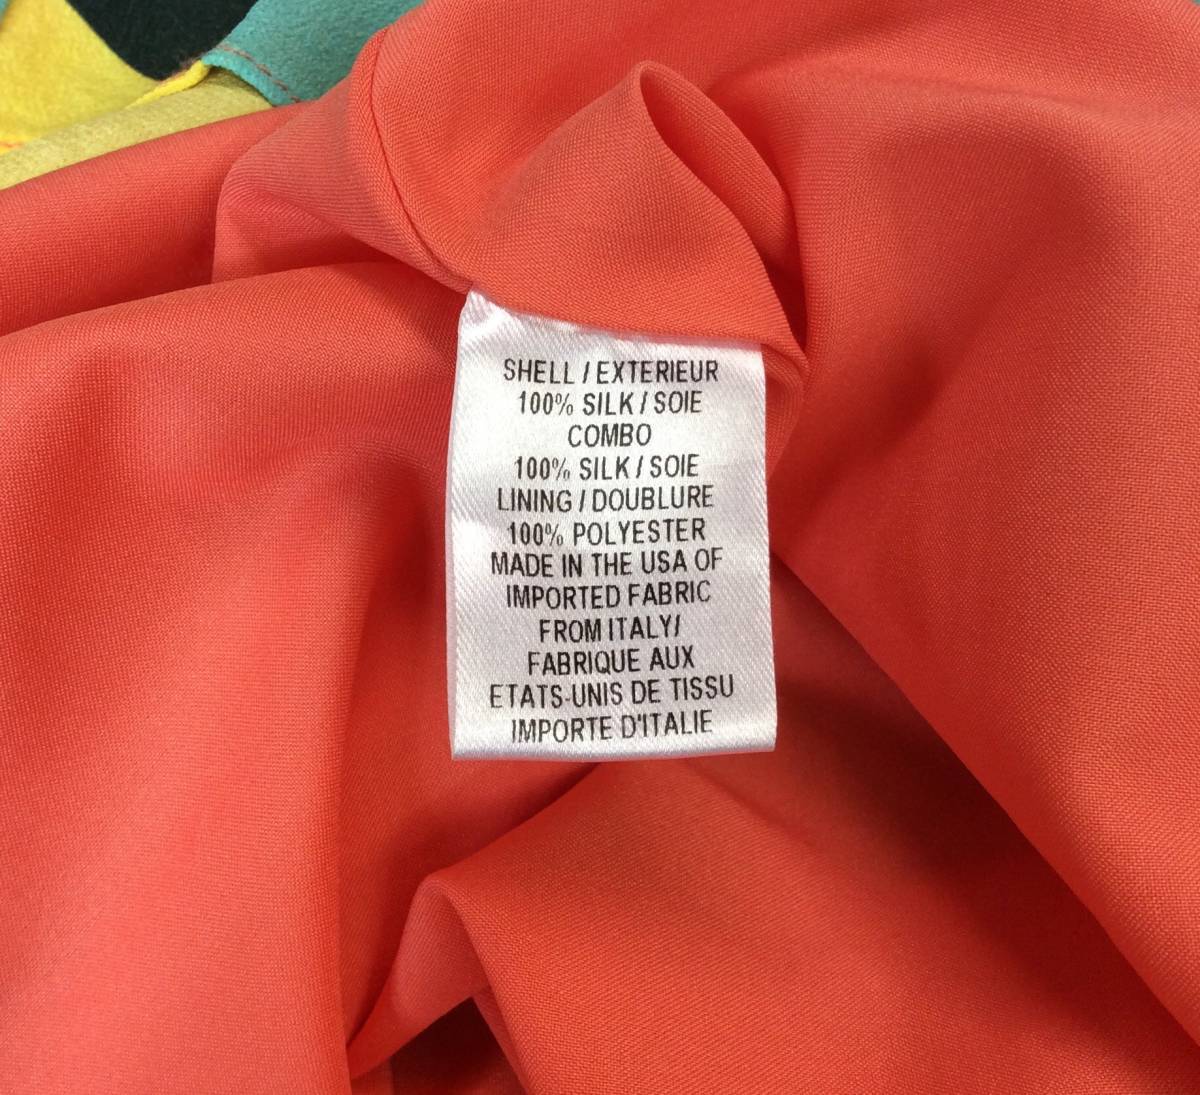 SHELL / EXTERIEUR
100% SILK / SOIE
COMBO
100% SILK / SOIE
LINING / DOUBLURE
100% POLYESTER
MADE IN THE USA OF
IMPORTED FABRIC
FROM ITALY/
FABRIQUE AUX
ETATS-UNIS DE TISSU
IMPORTE D'ITALIE